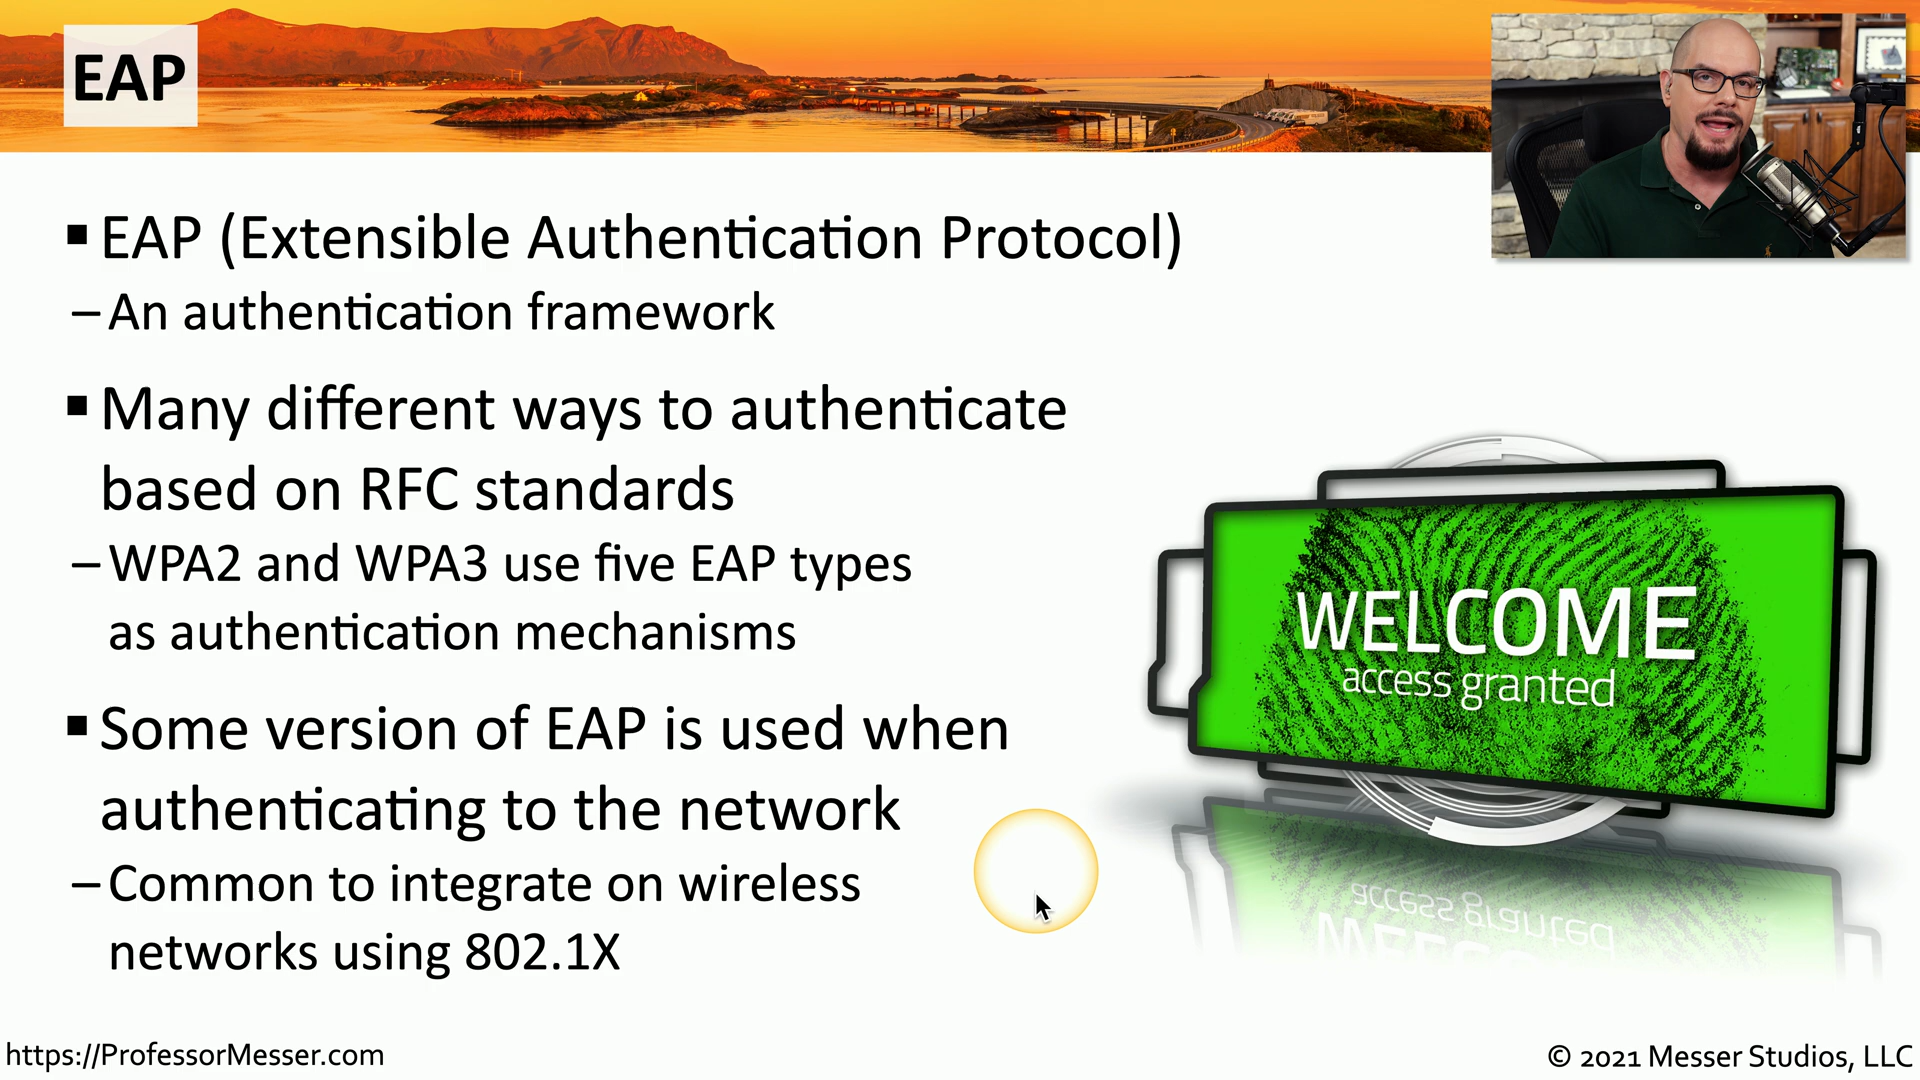 EAP
▪ EAP (Extensible Authentication Protocol)
– An authentication framework
▪ Many different ways to authenticate
based on RFC standards
– WPA2 and WPA3 use five EAP types
as authentication mechanisms
▪ Some version of EAP is used when
authenticating to the network
– Common to integrate on wireless
networks using 802.1X
WELCOME
access granted
https://ProfessorMesser.com
© 2021 Messer Studios, LLC